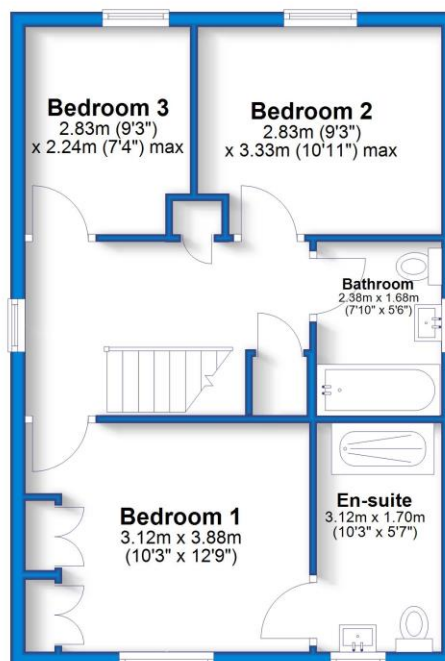 Bedroom 3
2.83m (9'3")
x 2.24m (7'4") max
Bedroom 2
2.83m (9'3")
x 3.33m (10'11") max
Bathroom
2.38m x 1.68m
(7'10" x 5'6")
Bedroom 1
3.12m x 3.88m
(10'3" x 12'9")
En-suite
3.12m x 1.70m
(10'3" x 5'7")